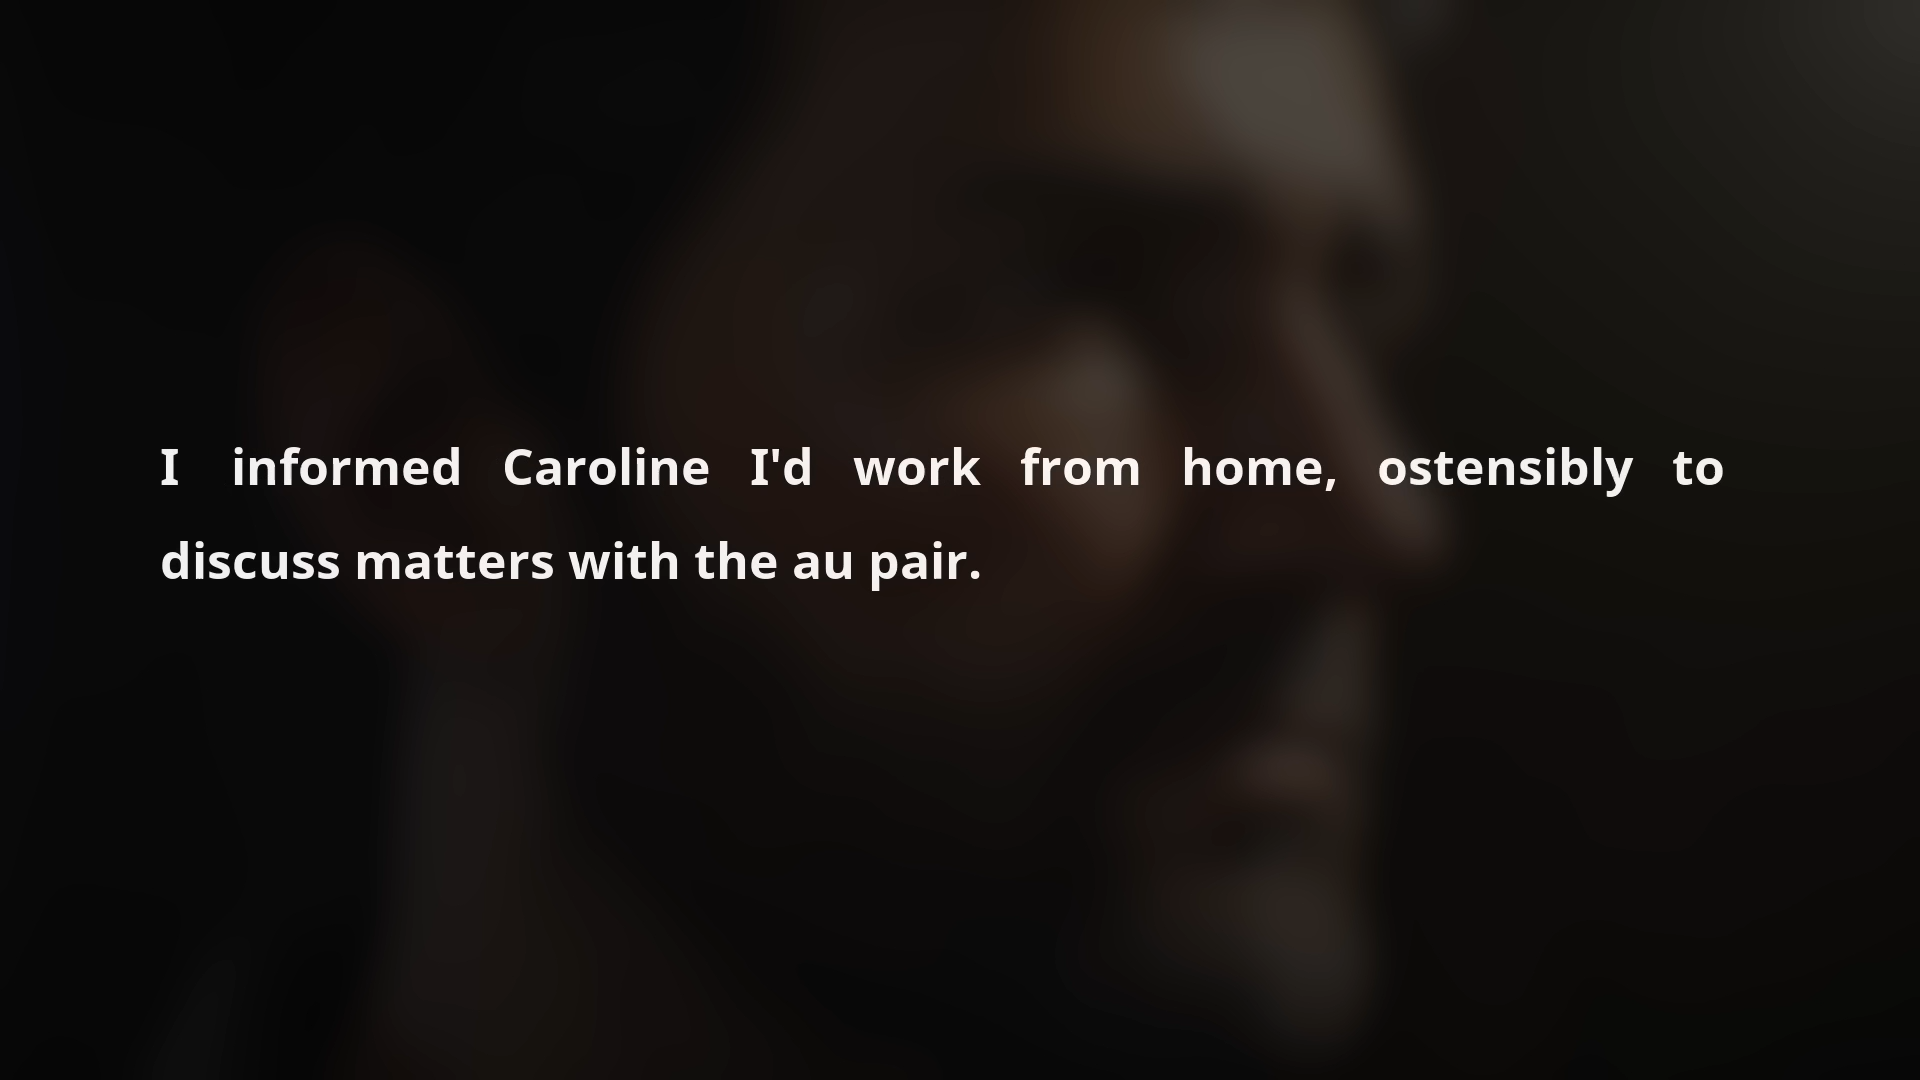 I informed Caroline I'd work from home, ostensibly to
discuss matters with the au pair.